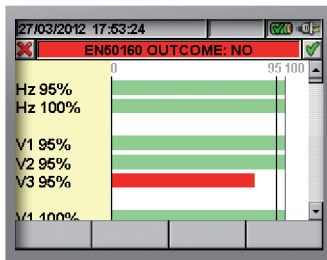 27/03/2012 17:53:24
EN50160 OUTCOME: NO
0 95 100
Hz 95%
Hz 100%
V1 95%
V2 95%
V3 95%
V1 100%